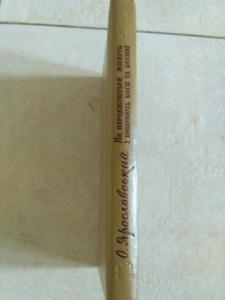 О. Ярославський
Як народжуються, живуть
і вмирають боги та богині